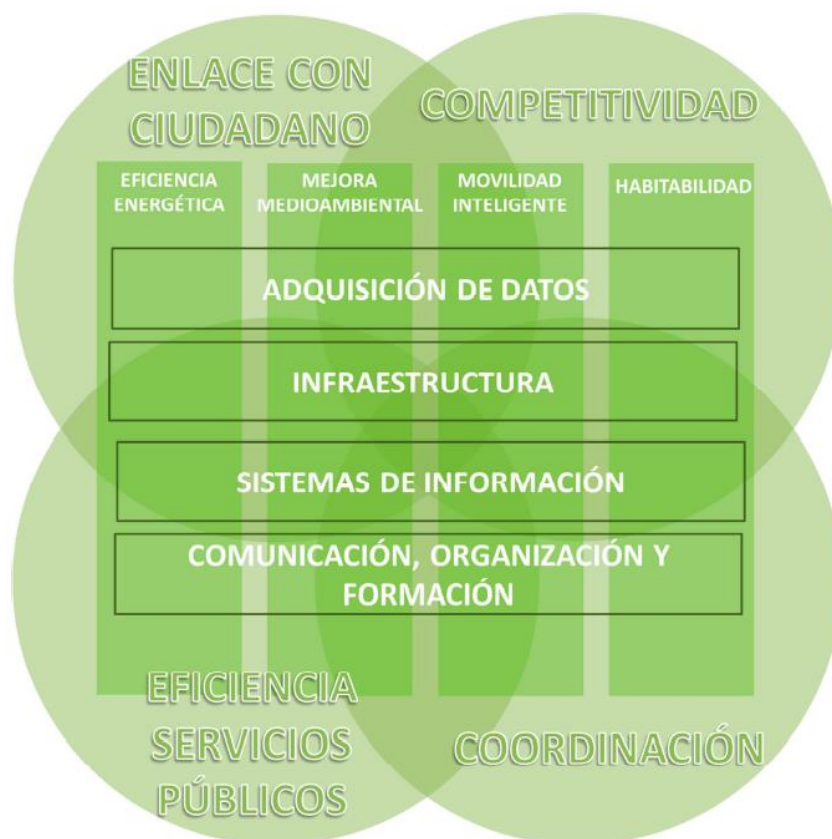 ENLACE CON
CIUDADANO
COMPETITIVIDAD
EFICIENCIA
ENERGÉTICA
MEJORA
MEDIOAMBIENTAL
MOVILIDAD
INTELIGENTE
HABITABILIDAD
ADQUISICIÓN DE DATOS
INFRAESTRUCTURA
SISTEMAS DE INFORMACIÓN
COMUNICACIÓN, ORGANIZACIÓN Y
FORMACIÓN
EFICIENCIA
SERVICIOS
PÚBLICOS
COORDINACIÓN